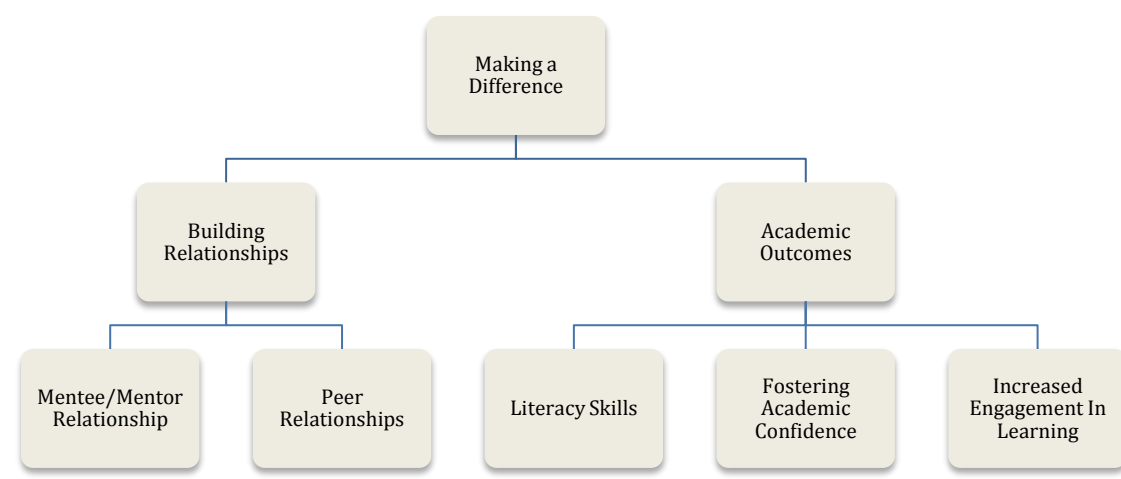 Making a
Difference
Building
Relationships
Academic
Outcomes
Mentee/Mentor
Relationship
Peer
Relationships
Literacy Skills
Fostering
Academic
Confidence
Increased
Engagement In
Learning